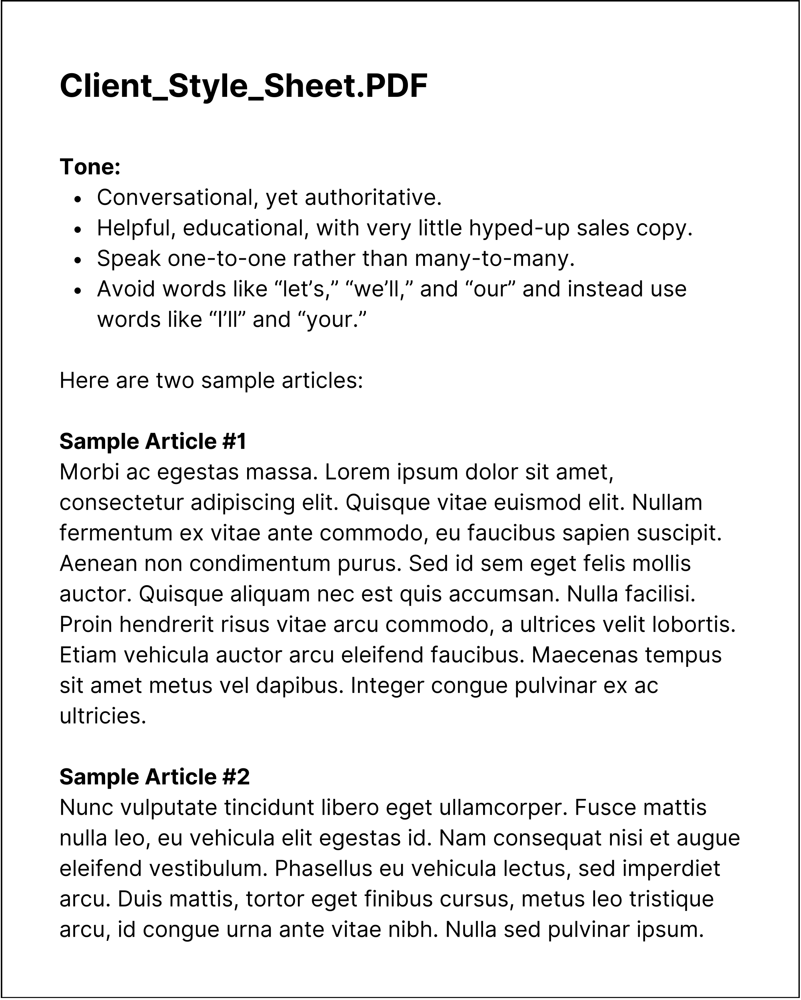 Client_Style_Sheet.PDF
Tone:
• Conversational, yet authoritative.
• Helpful, educational, with very little hyped-up sales copy.
• Speak one-to-one rather than many-to-many.
• Avoid words like “let’s,” “we’ll,” and “our” and instead use
words like “I’ll” and “your.”
Here are two sample articles:
Sample Article #1
Morbi ac egestas massa. Lorem ipsum dolor sit amet,
consectetur adipiscing elit. Quisque vitae euismod elit. Nullam
fermentum ex vitae ante commodo, eu faucibus sapien suscipit.
Aenean non condimentum purus. Sed id sem eget felis mollis
auctor. Quisque aliquam nec est quis accumsan. Nulla facilisi.
Proin hendrerit risus vitae arcu commodo, a ultrices velit lobortis.
Etiam vehicula auctor arcu eleifend faucibus. Maecenas tempus
sit amet metus vel dapibus. Integer congue pulvinar ex ac
ultricies.
Sample Article #2
Nunc vulputate tincidunt libero eget ullamcorper. Fusce mattis
nulla leo, eu vehicula elit egestas id. Nam consequat nisi et augue
eleifend vestibulum. Phasellus eu vehicula lectus, sed imperdiet
arcu. Duis mattis, tortor eget finibus cursus, metus leo tristique
arcu, id congue urna ante vitae nibh. Nulla sed pulvinar ipsum.